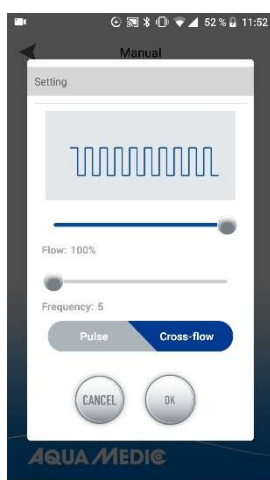 52 % 11:52
Manual
Setting
Flow: 100%
Frequency: 5
Pulse Cross-flow
CANCEL OK
AQUA MEDIC